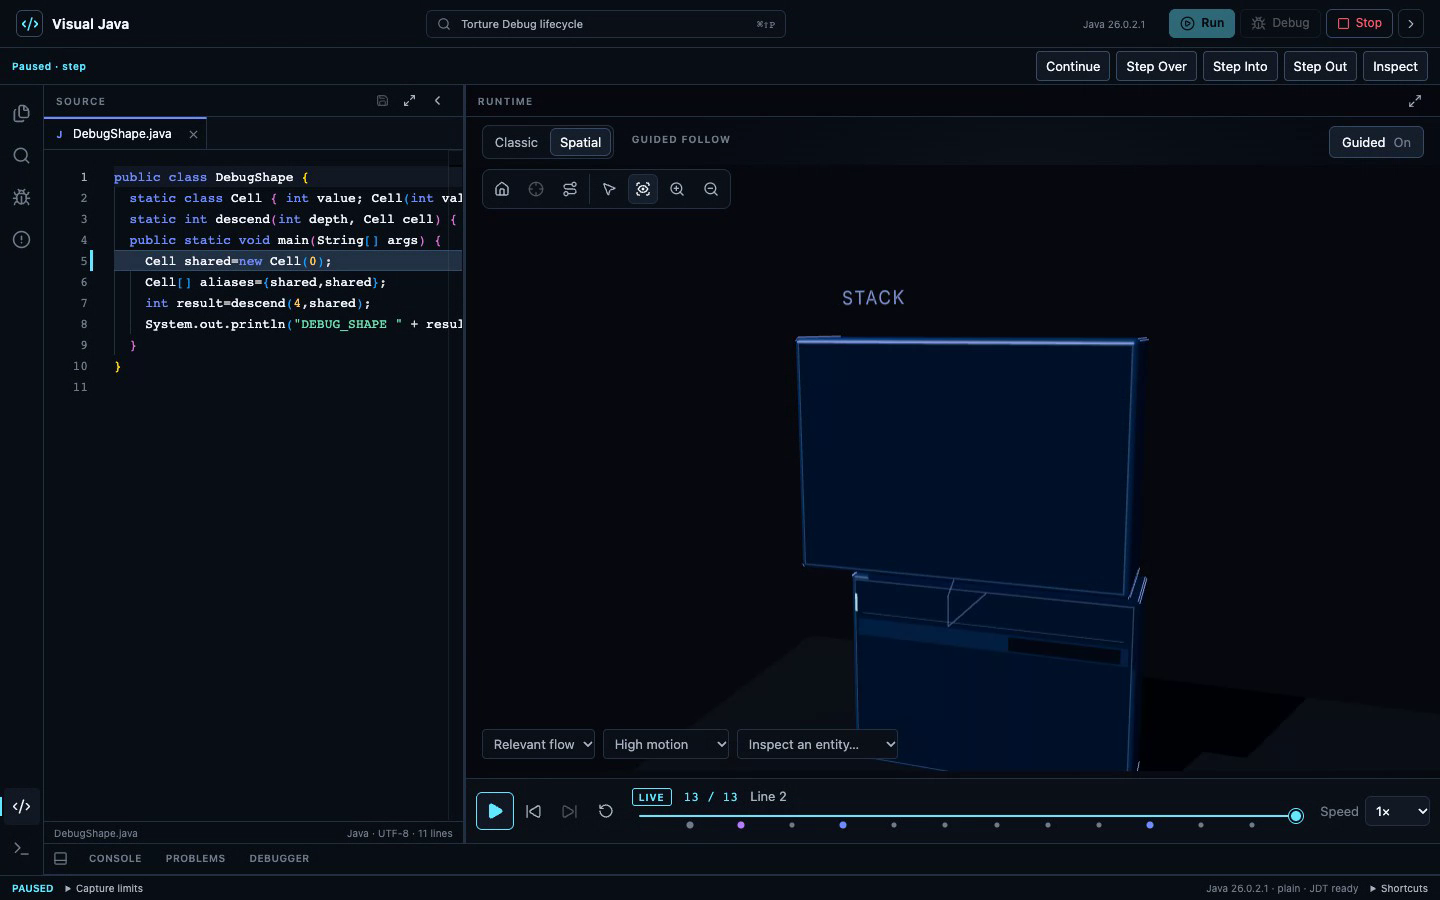 Visual Java
Torture Debug lifecycle
Java 26.0.2.1
Run
Debug
Stop
Paused · step
Continue
Step Over
Step Into
Step Out
Inspect
SOURCE
RUNTIME
J DebugShape.java
Classic
Spatial
GUIDED FOLLOW
Guided On
1 public class DebugShape {
2 static class Cell { int value; Cell(int val
3 static int descend(int depth, Cell cell) {
4 public static void main(String[] args) {
5 Cell shared=new Cell(0);
6 Cell[] aliases={shared,shared};
7 int result=descend(4,shared);
8 System.out.println("DEBUG_SHAPE " + resul
9 }
10 }
11
STACK
Relevant flow
High motion
Inspect an entity...
LIVE
13 / 13
Line 2
Speed
1×
DebugShape.java
Java · UTF-8 · 11 lines
CONSOLE
PROBLEMS
DEBUGGER
PAUSED
Capture limits
Java 26.0.2.1 · plain · JDT ready
Shortcuts